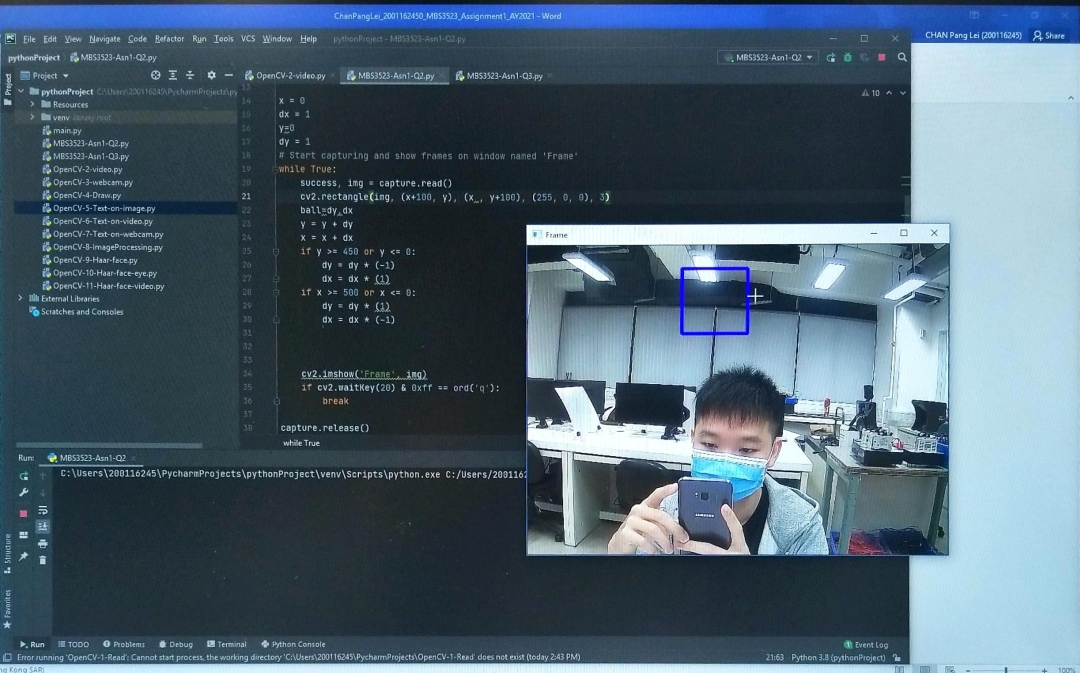 ChanPangLei_2001162450_MBS3523_Assignment1_AY2021 - Word
CHAN Pang Lei (200116245)
Share
File Edit View Navigate Code Refactor Run Tools VCS Window Help pythonProject - MBS3523-Asn1-Q2.py
pythonProject MBS3523-Asn1-Q2.py
MBS3523-Asn1-Q2
Project
OpenCV-2-video.py
MBS3523-Asn1-Q2.py
MBS3523-Asn1-Q3.py
Project
pythonProject C:\Users\200116245\PycharmProjects\py
Resources
venv library root
main.py
MBS3523-Asn1-Q2.py
MBS3523-Asn1-Q3.py
OpenCV-2-video.py
OpenCV-3-webcam.py
OpenCV-4-Draw.py
OpenCV-5-Text-on-image.py
OpenCV-6-Text-on-video.py
OpenCV-7-Text-on-webcam.py
OpenCV-8-ImageProcessing.py
OpenCV-9-Haar-face.py
OpenCV-10-Haar-face-eye.py
OpenCV-11-Haar-face-video.py
External Libraries
Scratches and Consoles
10
13
14 x = 0
15 dx = 1
16 y=0
17 dy = 1
18 # Start capturing and show frames on window named 'Frame'
19 while True:
20 success, img = capture.read()
21 cv2.rectangle(img, (x+100, y), (x , y+100), (255, 0, 0), 3)
22 ball=dy,dx
23 y = y + dy
24 x = x + dx
25 if y >= 450 or y <= 0:
26 dy = dy * (-1)
27 dx = dx * (1)
28 if x >= 500 or x <= 0:
29 dy = dy * (1)
30 dx = dx * (-1)
31
32
33
34 cv2.imshow('Frame', img)
35 if cv2.waitKey(20) & 0xff == ord('q'):
36 break
37
38 capture.release()
while True
Frame
SAMSUNG
Run: MBS3523-Asn1-Q2
C:\Users\200116245\PycharmProjects\pythonProject\venv\Scripts\python.exe C:/Users/2001162
Structure
Favorites
Run TODO Problems Debug Terminal Python Console
Event Log
Error running 'OpenCV-1-Read': Cannot start process, the working directory 'C:\Users\200116245\PycharmProjects\OpenCV-1-Read' does not exist (today 2:43 PM)
21:63 Python 3.8 (pythonProject)
ng Kong SAR)
100%